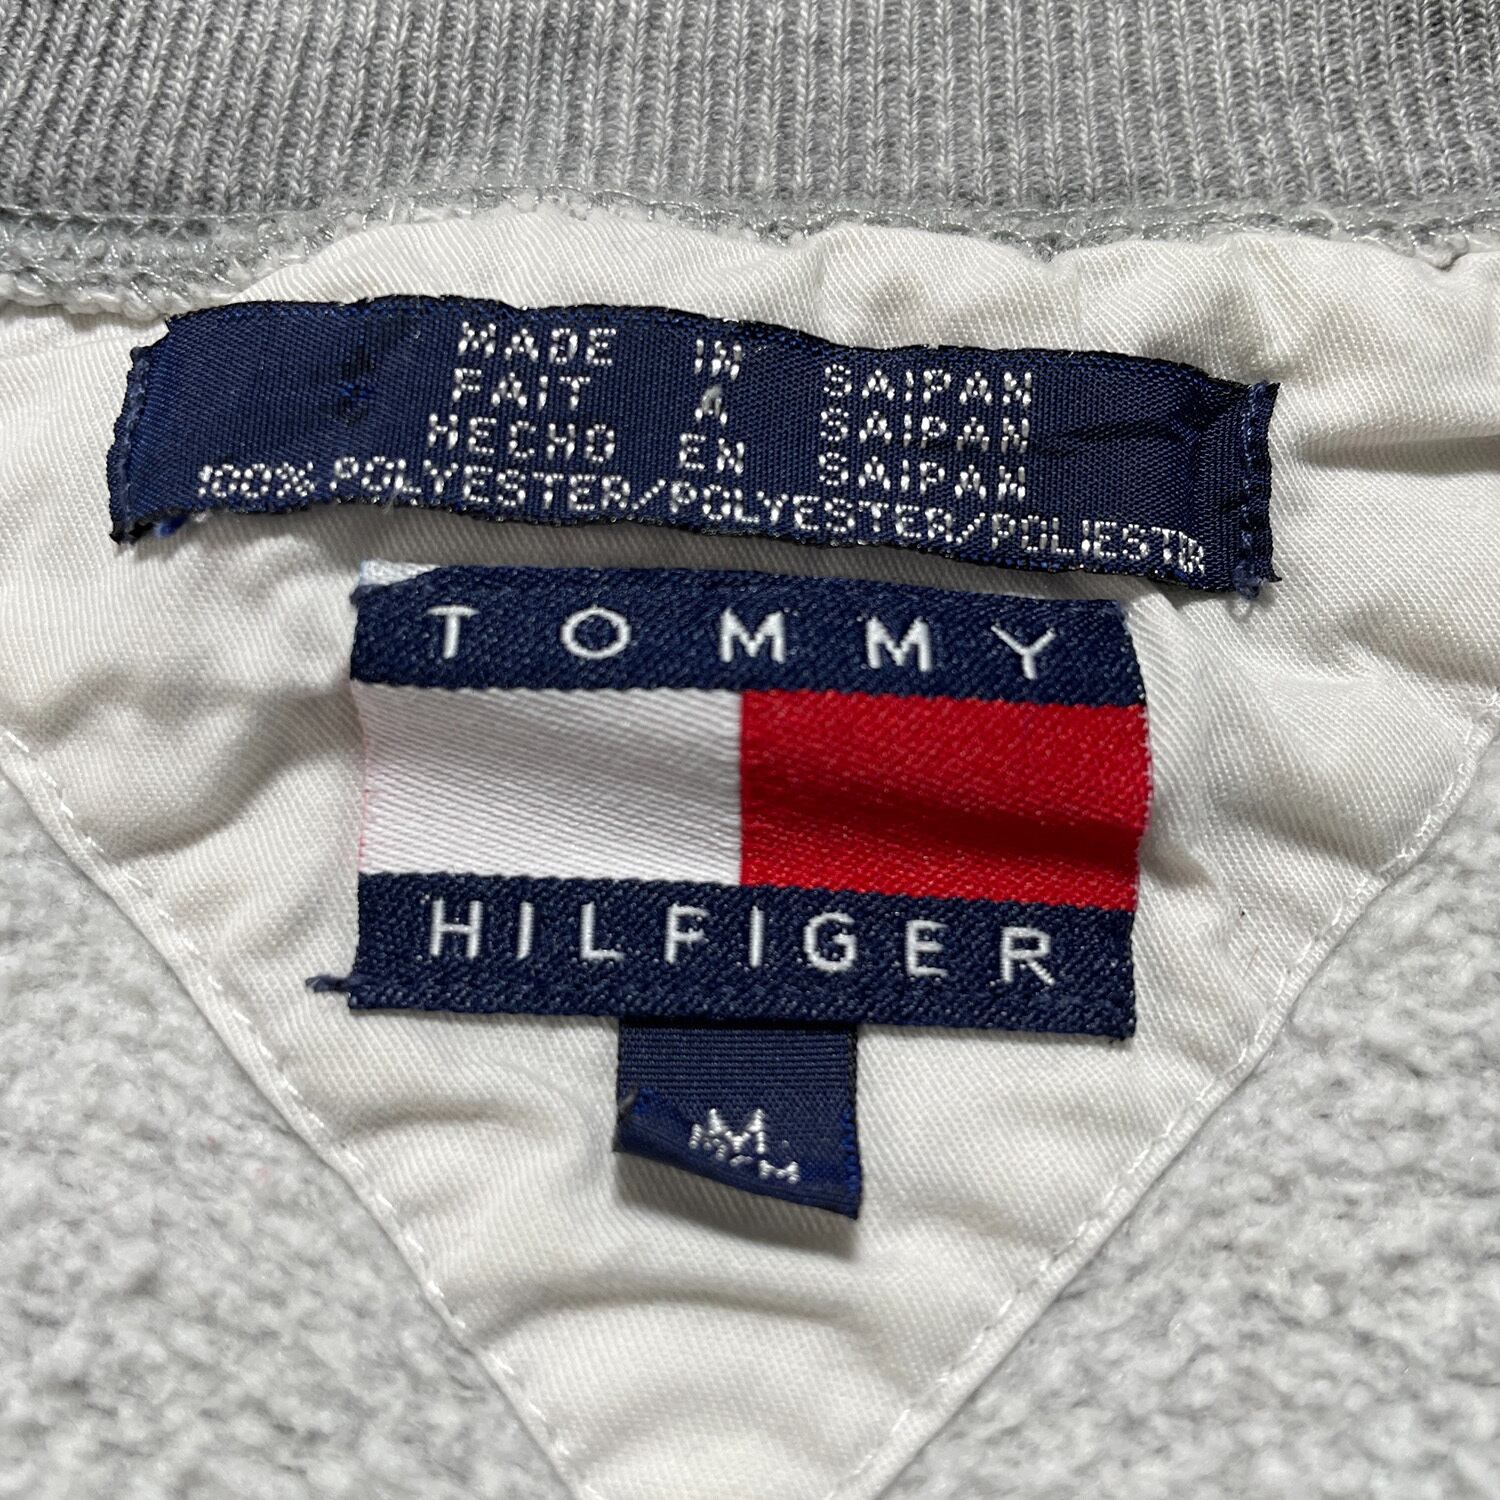 MADE IN SAIPAN
FAIT A SAIPAN
HECHO EN SAIPAN
100% POLYESTER/POLYESTER/POLIESTER
TOMMY
HILFIGER
M